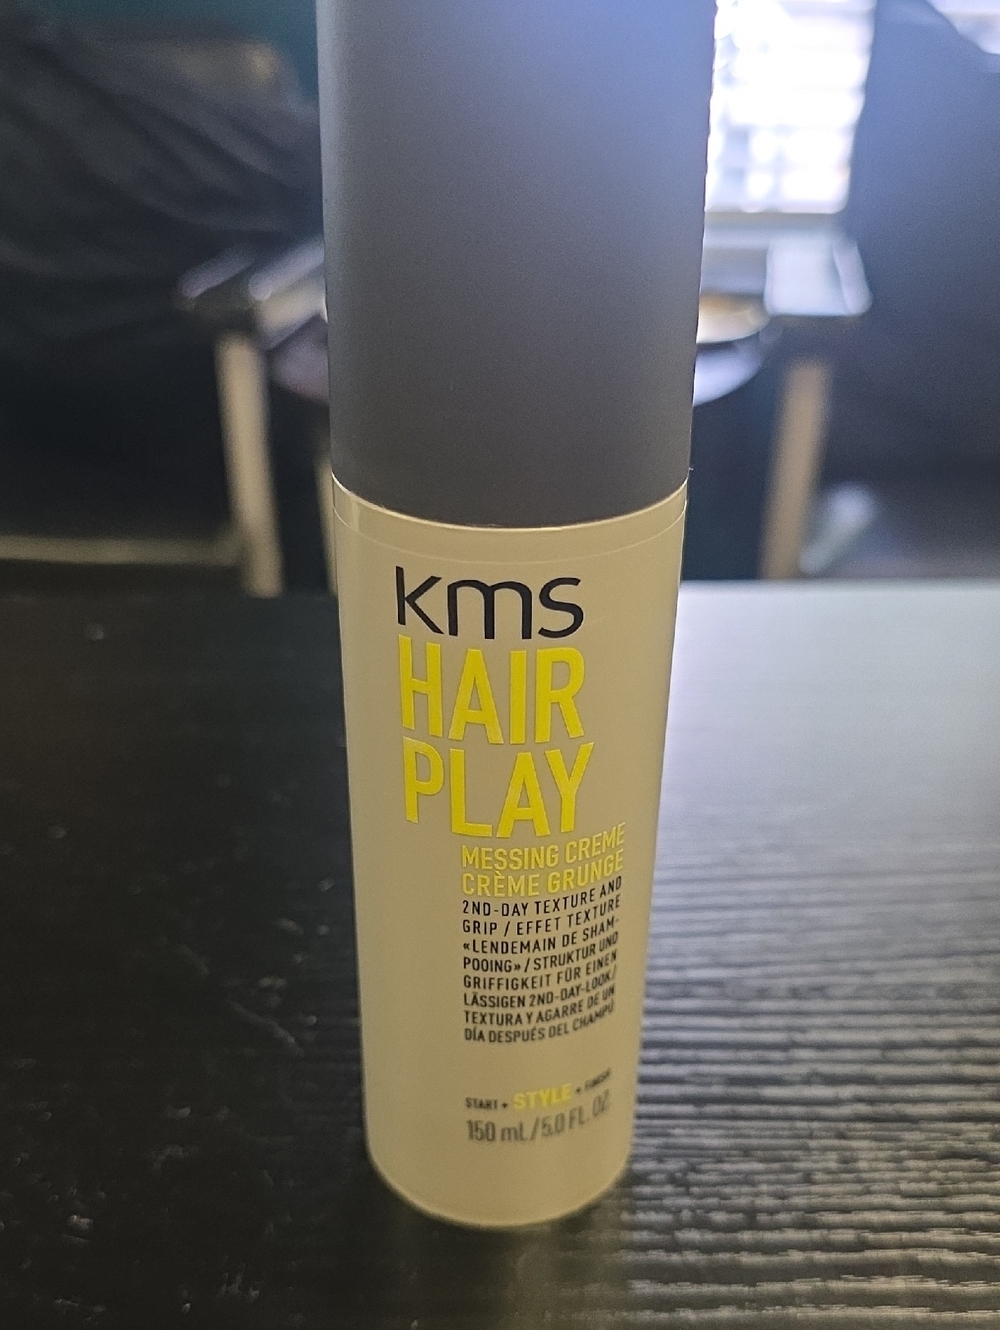 kms
HAIR
PLAY
MESSING CREME
CRÈME GRUNGE
2ND-DAY TEXTURE AND
GRIP / EFFET TEXTURE
«LENDEMAIN DE SHAM-
POOING» / STRUKTUR UND
GRIFFIGKEIT FÜR EINEN
LÄSSIGEN 2ND-DAY-LOOK/
TEXTURA Y AGARRE DE UN
DÍA DESPUÉS DEL CHAMPÚ
START • STYLE • FINISH
150 mL/5.0 FL. OZ.